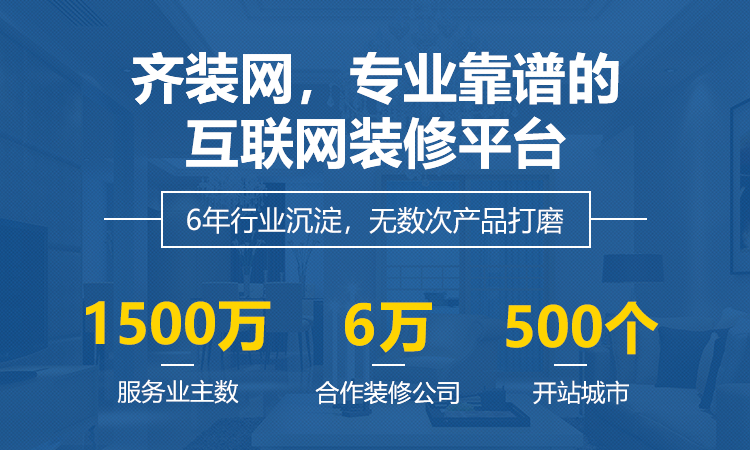 齐装网，专业靠谱的
互联网装修平台
6年行业沉淀，无数次产品打磨
1500万 6万 500个
服务业主数 合作装修公司 开站城市